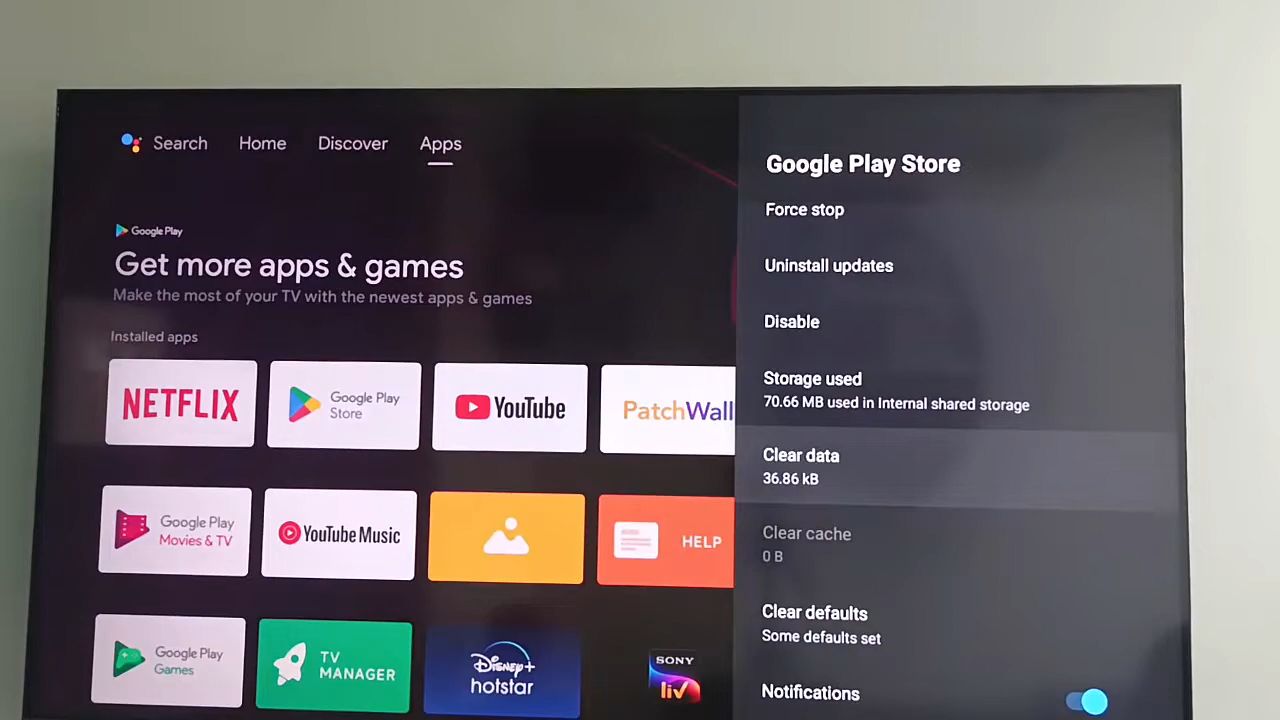 Search Home Discover Apps
Google Play
Get more apps & games
Make the most of your TV with the newest apps & games
Installed apps
NETFLIX
Google Play
Store
YouTube
PatchWall
Google Play
Movies & TV
YouTube Music
HELP
Google Play
Games
TV
MANAGER
Disney+
hotstar
SONY
liv
Google Play Store
Force stop
Uninstall updates
Disable
Storage used
70.66 MB used in Internal shared storage
Clear data
36.86 kB
Clear cache
0 B
Clear defaults
Some defaults set
Notifications